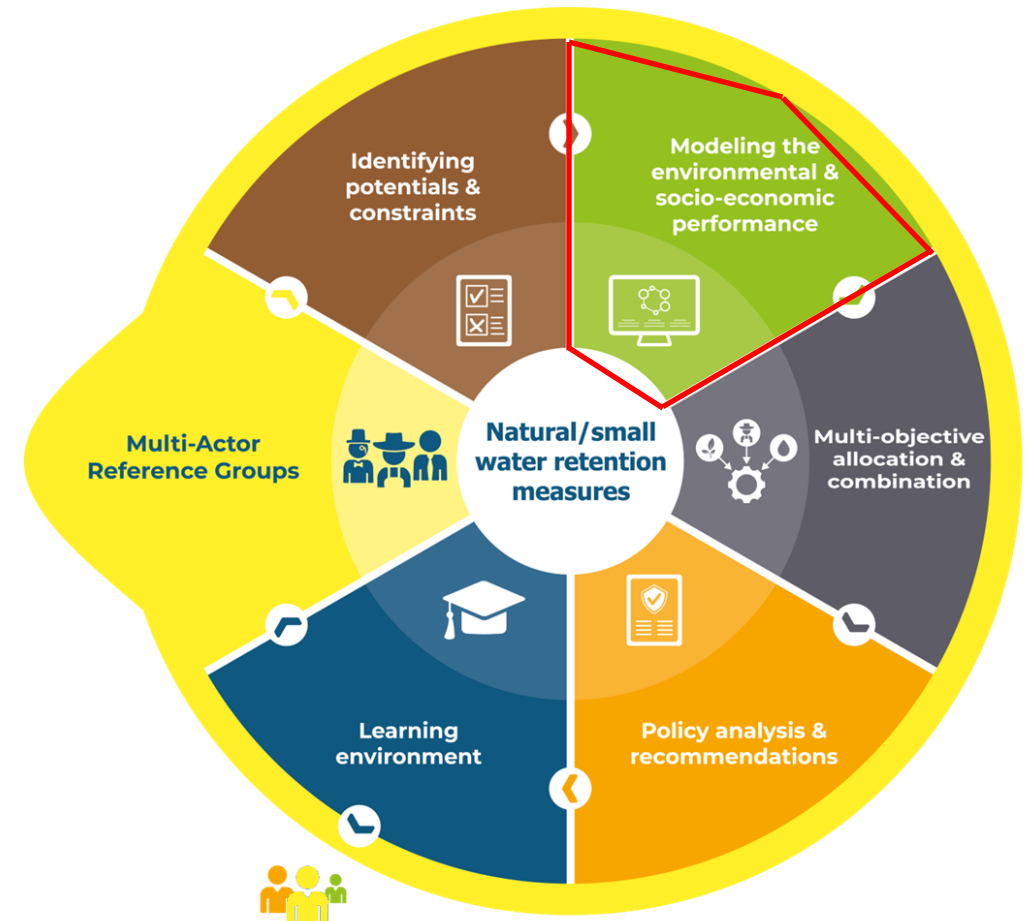 Identifying
potentials &
constraints
Modeling the
environmental &
socio-economic
performance
Multi-Actor
Reference Groups
Natural/small
water retention
measures
Multi-objective
allocation &
combination
Learning
environment
Policy analysis &
recommendations